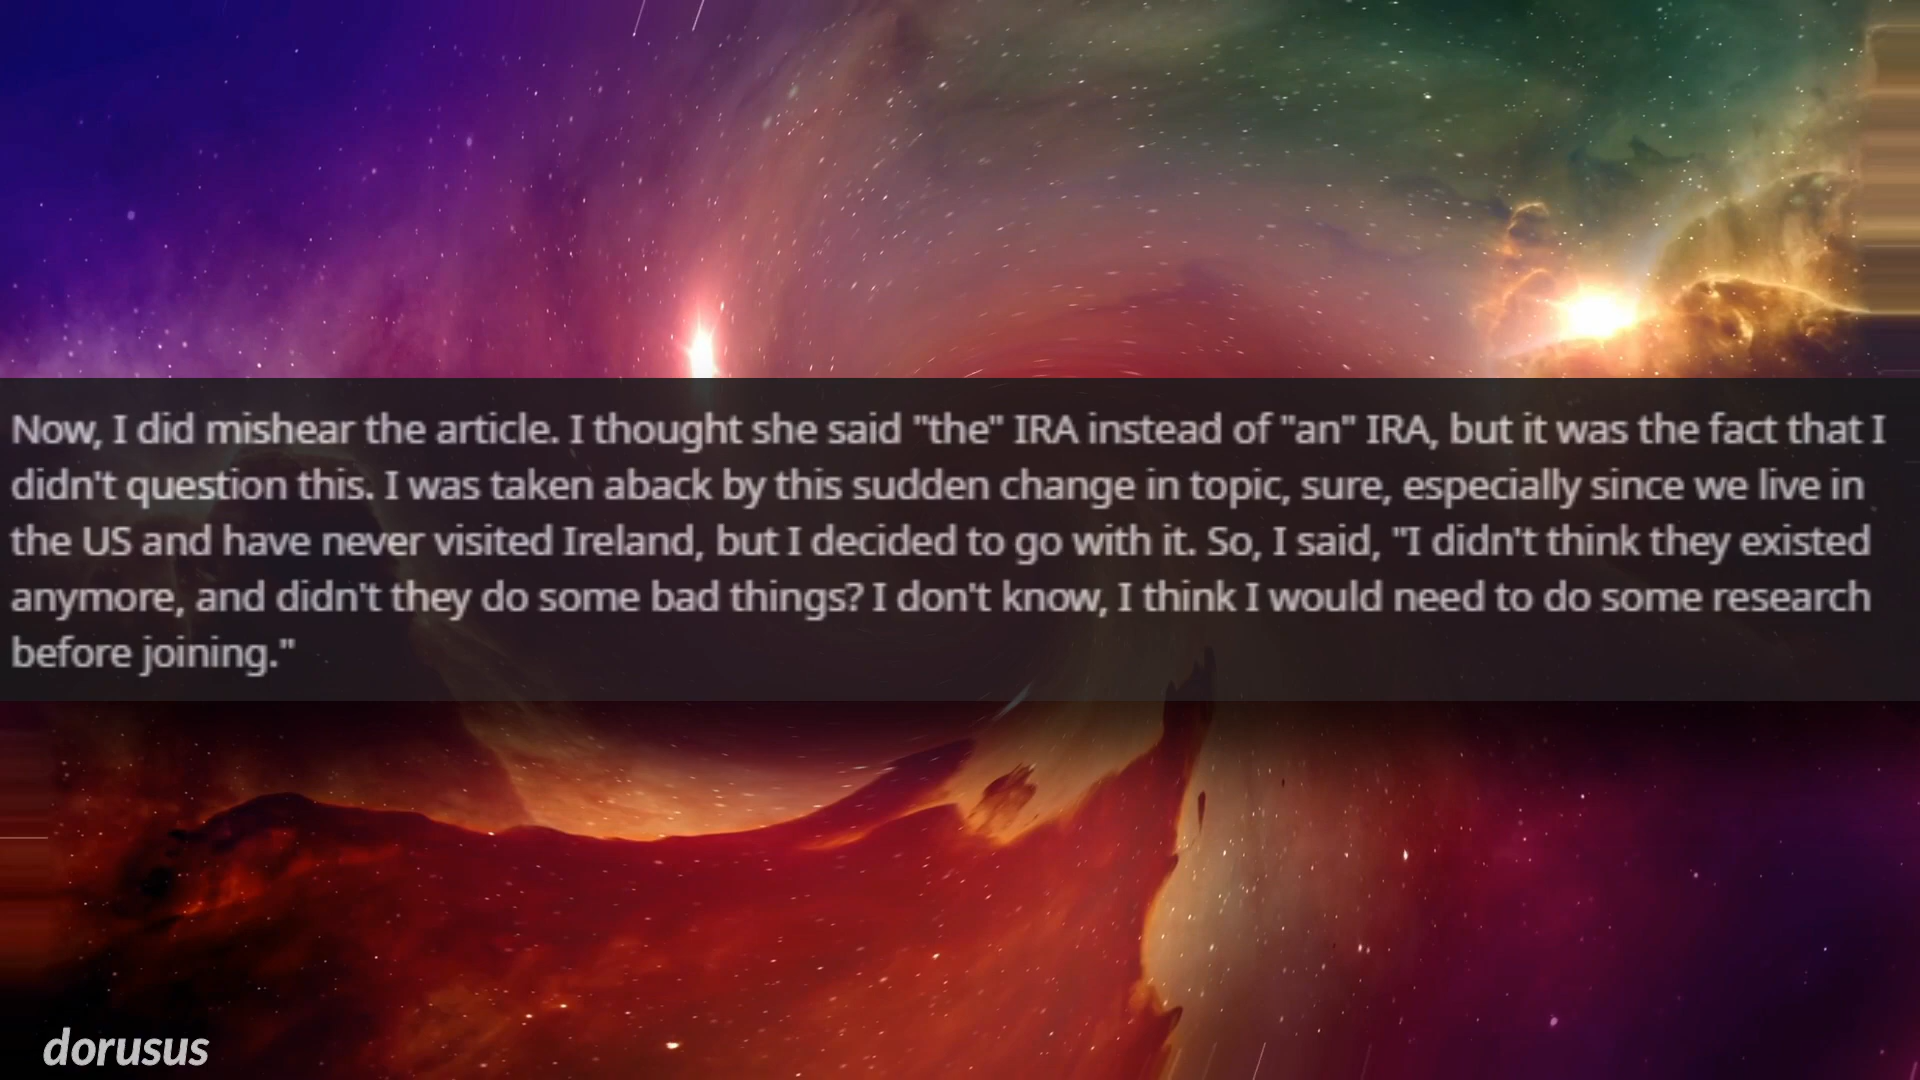 Now, I did mishear the article. I thought she said "the" IRA instead of "an" IRA, but it was the fact that I
didn't question this. I was taken aback by this sudden change in topic, sure, especially since we live in
the US and have never visited Ireland, but I decided to go with it. So, I said, "I didn't think they existed
anymore, and didn't they do some bad things? I don't know, I think I would need to do some research
before joining."
dorusus